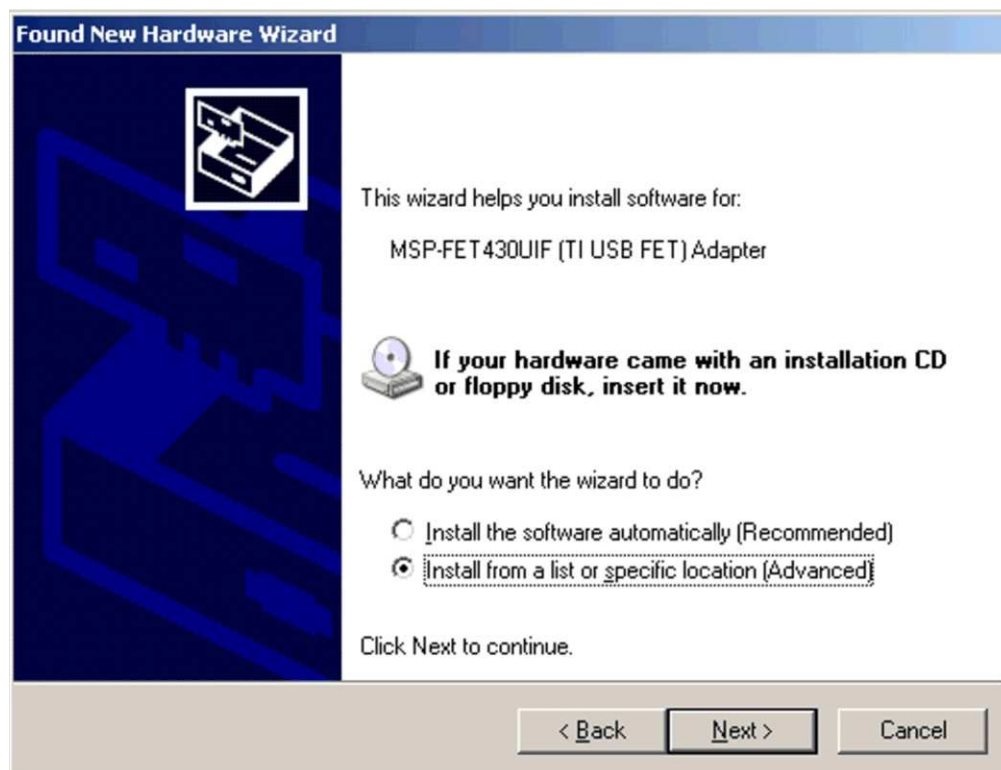 Found New Hardware Wizard
This wizard helps you install software for:
MSP-FET430UIF (TI USB FET) Adapter
If your hardware came with an installation CD
or floppy disk, insert it now.
What do you want the wizard to do?
Install the software automatically (Recommended)
Install from a list or specific location (Advanced)
Click Next to continue.
< Back
Next >
Cancel